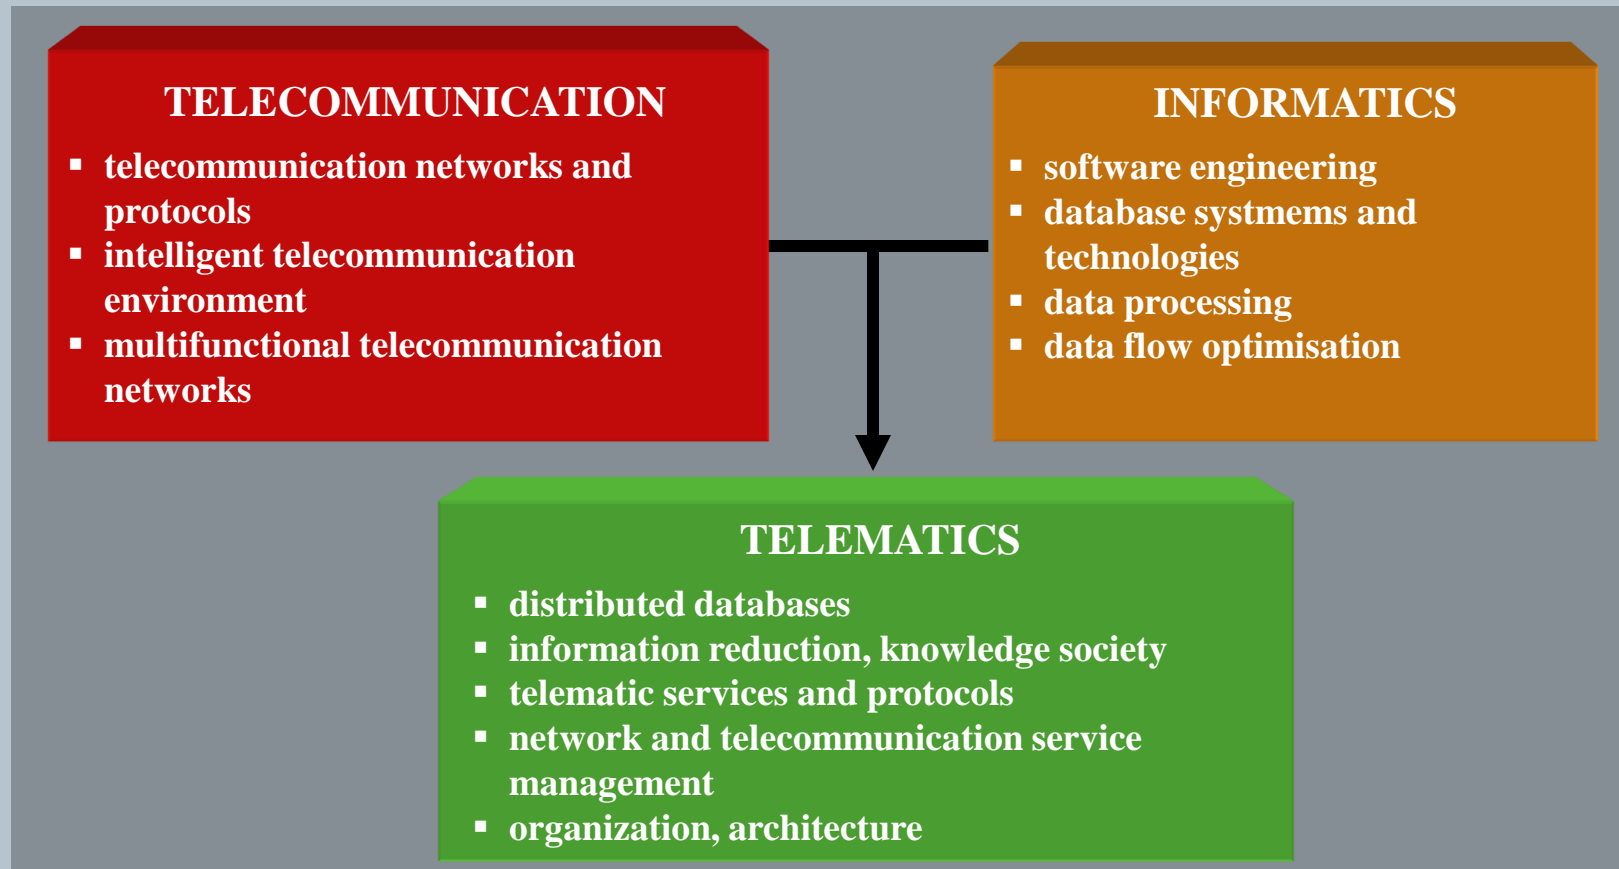 TELECOMMUNICATION
▪ telecommunication networks and
protocols
▪ intelligent telecommunication
environment
▪ multifunctional telecommunication
networks
INFORMATICS
▪ software engineering
▪ database systmems and
technologies
▪ data processing
▪ data flow optimisation
TELEMATICS
▪ distributed databases
▪ information reduction, knowledge society
▪ telematic services and protocols
▪ network and telecommunication service
management
▪ organization, architecture